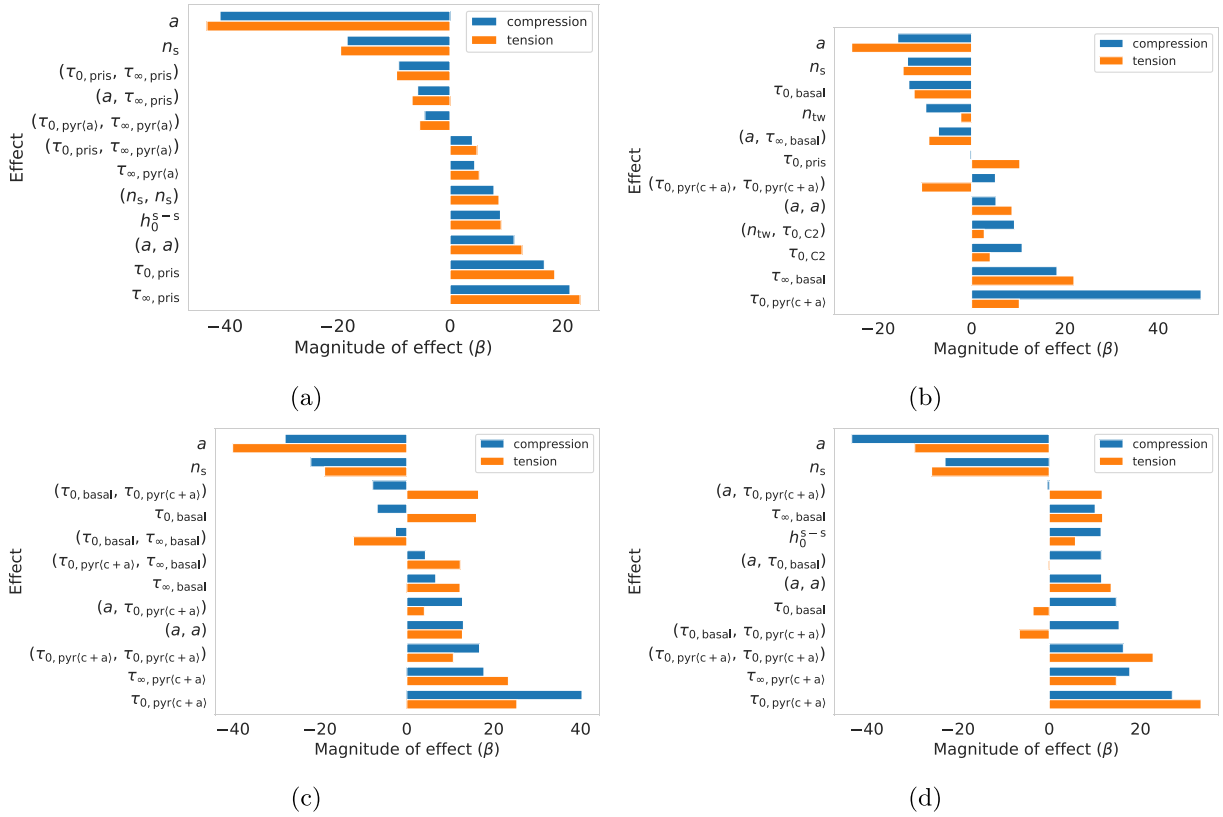 a
n_s
(τ_0,pris, τ_∞,pris)
(a, τ_∞,pris)
(τ_0,pyr⟨a⟩, τ_∞,pyr⟨a⟩)
(τ_0,pris, τ_∞,pyr⟨a⟩)
τ_∞,pyr⟨a⟩
(n_s, n_s)
h_0^s−s
(a, a)
τ_0,pris
τ_∞,pris
Effect
compression
tension
−40 −20 0 20
Magnitude of effect (β)
(a)
a
n_s
τ_0,basal
n_tw
(a, τ_∞,basal)
τ_0,pris
(τ_0,pyr⟨c+a⟩, τ_0,pyr⟨c+a⟩)
(a, a)
(n_tw, τ_0,C2)
τ_0,C2
τ_∞,basal
τ_0,pyr⟨c+a⟩
Effect
compression
tension
−20 0 20 40
Magnitude of effect (β)
(b)
a
n_s
(τ_0,basal, τ_0,pyr⟨c+a⟩)
τ_0,basal
(τ_0,basal, τ_∞,basal)
(τ_0,pyr⟨c+a⟩, τ_∞,basal)
τ_∞,basal
(a, τ_0,pyr⟨c+a⟩)
(a, a)
(τ_0,pyr⟨c+a⟩, τ_0,pyr⟨c+a⟩)
τ_∞,pyr⟨c+a⟩
τ_0,pyr⟨c+a⟩
Effect
compression
tension
−40 −20 0 20 40
Magnitude of effect (β)
(c)
a
n_s
(a, τ_0,pyr⟨c+a⟩)
τ_∞,basal
h_0^s−s
(a, τ_0,basal)
(a, a)
τ_0,basal
(τ_0,basal, τ_0,pyr⟨c+a⟩)
(τ_0,pyr⟨c+a⟩, τ_0,pyr⟨c+a⟩)
τ_∞,pyr⟨c+a⟩
τ_0,pyr⟨c+a⟩
Effect
compression
tension
−40 −20 0 20
Magnitude of effect (β)
(d)